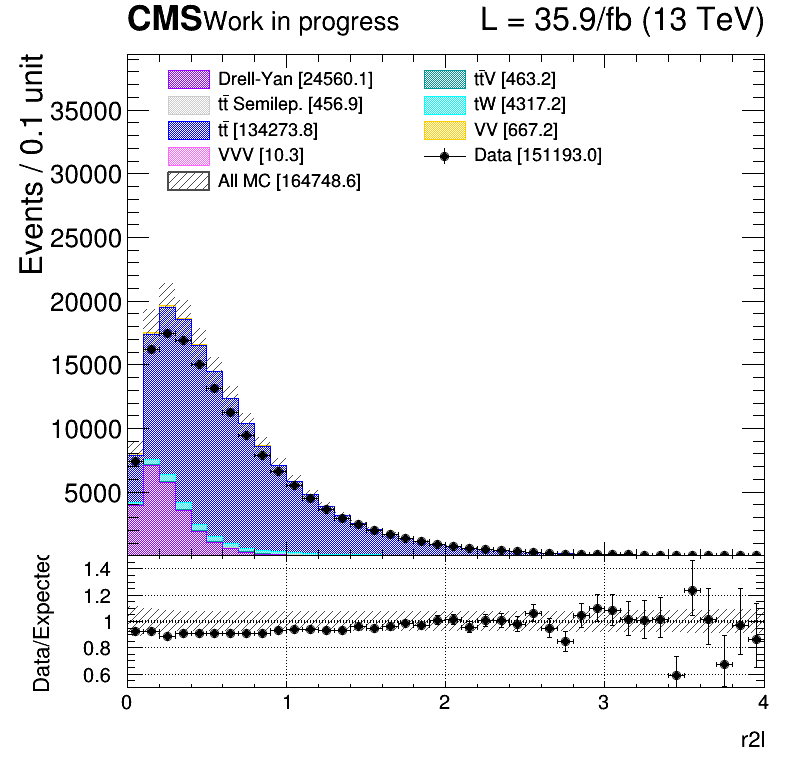 CMS Work in progress L = 35.9/fb (13 TeV)
Drell-Yan [24560.1] tt̄V [463.2]
tt̄ Semilep. [456.9] tW [4317.2]
tt̄ [134273.8] VV [667.2]
VVV [10.3] Data [151193.0]
All MC [164748.6]
Events / 0.1 unit
35000
30000
25000
20000
15000
10000
5000
Data/Expected
1.4
1.2
1
0.8
0.6
0 1 2 3 4
r2l